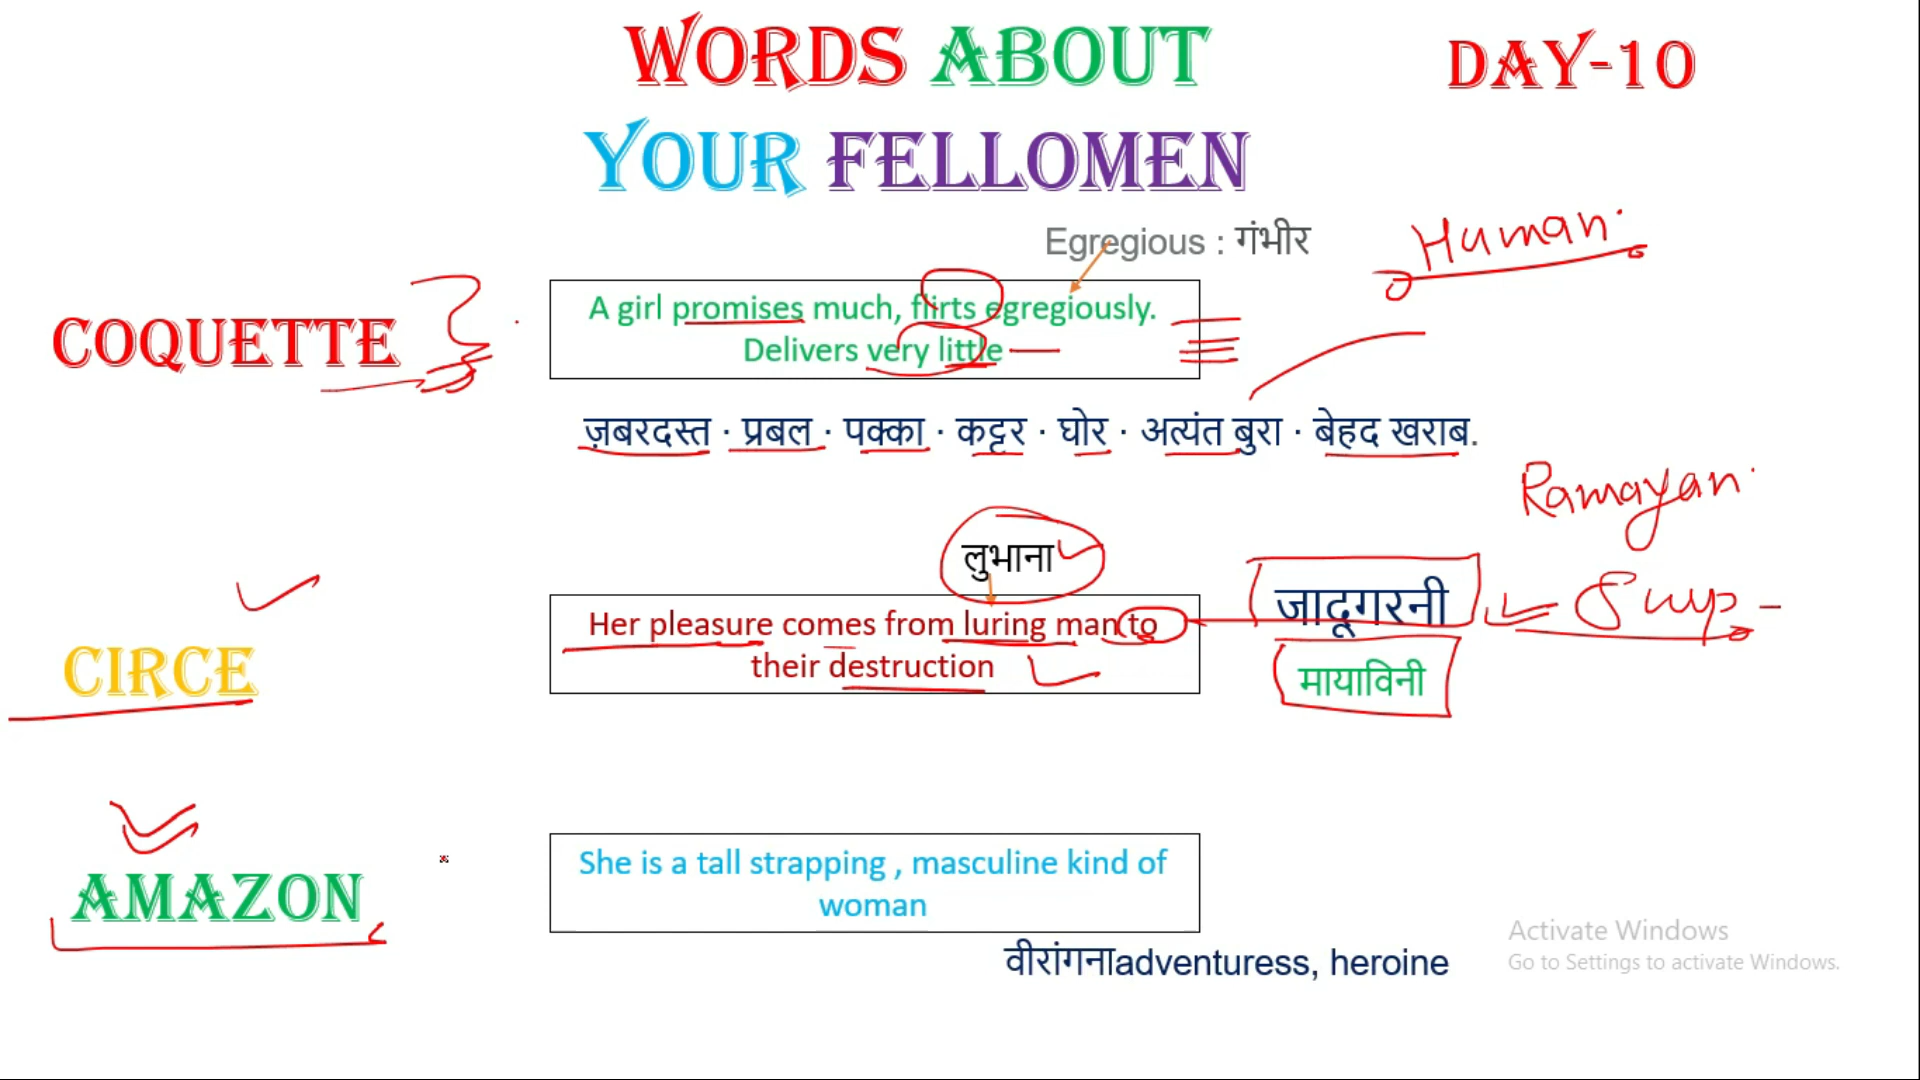 WORDS ABOUT
YOUR FELLOMEN
DAY-10
Egregious : गंभीर
Human
COQUETTE
A girl promises much, flirts egregiously.
Delivers very little
ज़बरदस्त · प्रबल · पक्का · कट्टर · घोर · अत्यंत बुरा · बेहद खराब.
Ramayan
लुभाना
CIRCE
Her pleasure comes from luring man to
their destruction
जादूगरनी
मायाविनी
AMAZON
She is a tall strapping , masculine kind of
woman
वीरांगनाadventuress, heroine
Activate Windows
Go to Settings to activate Windows.